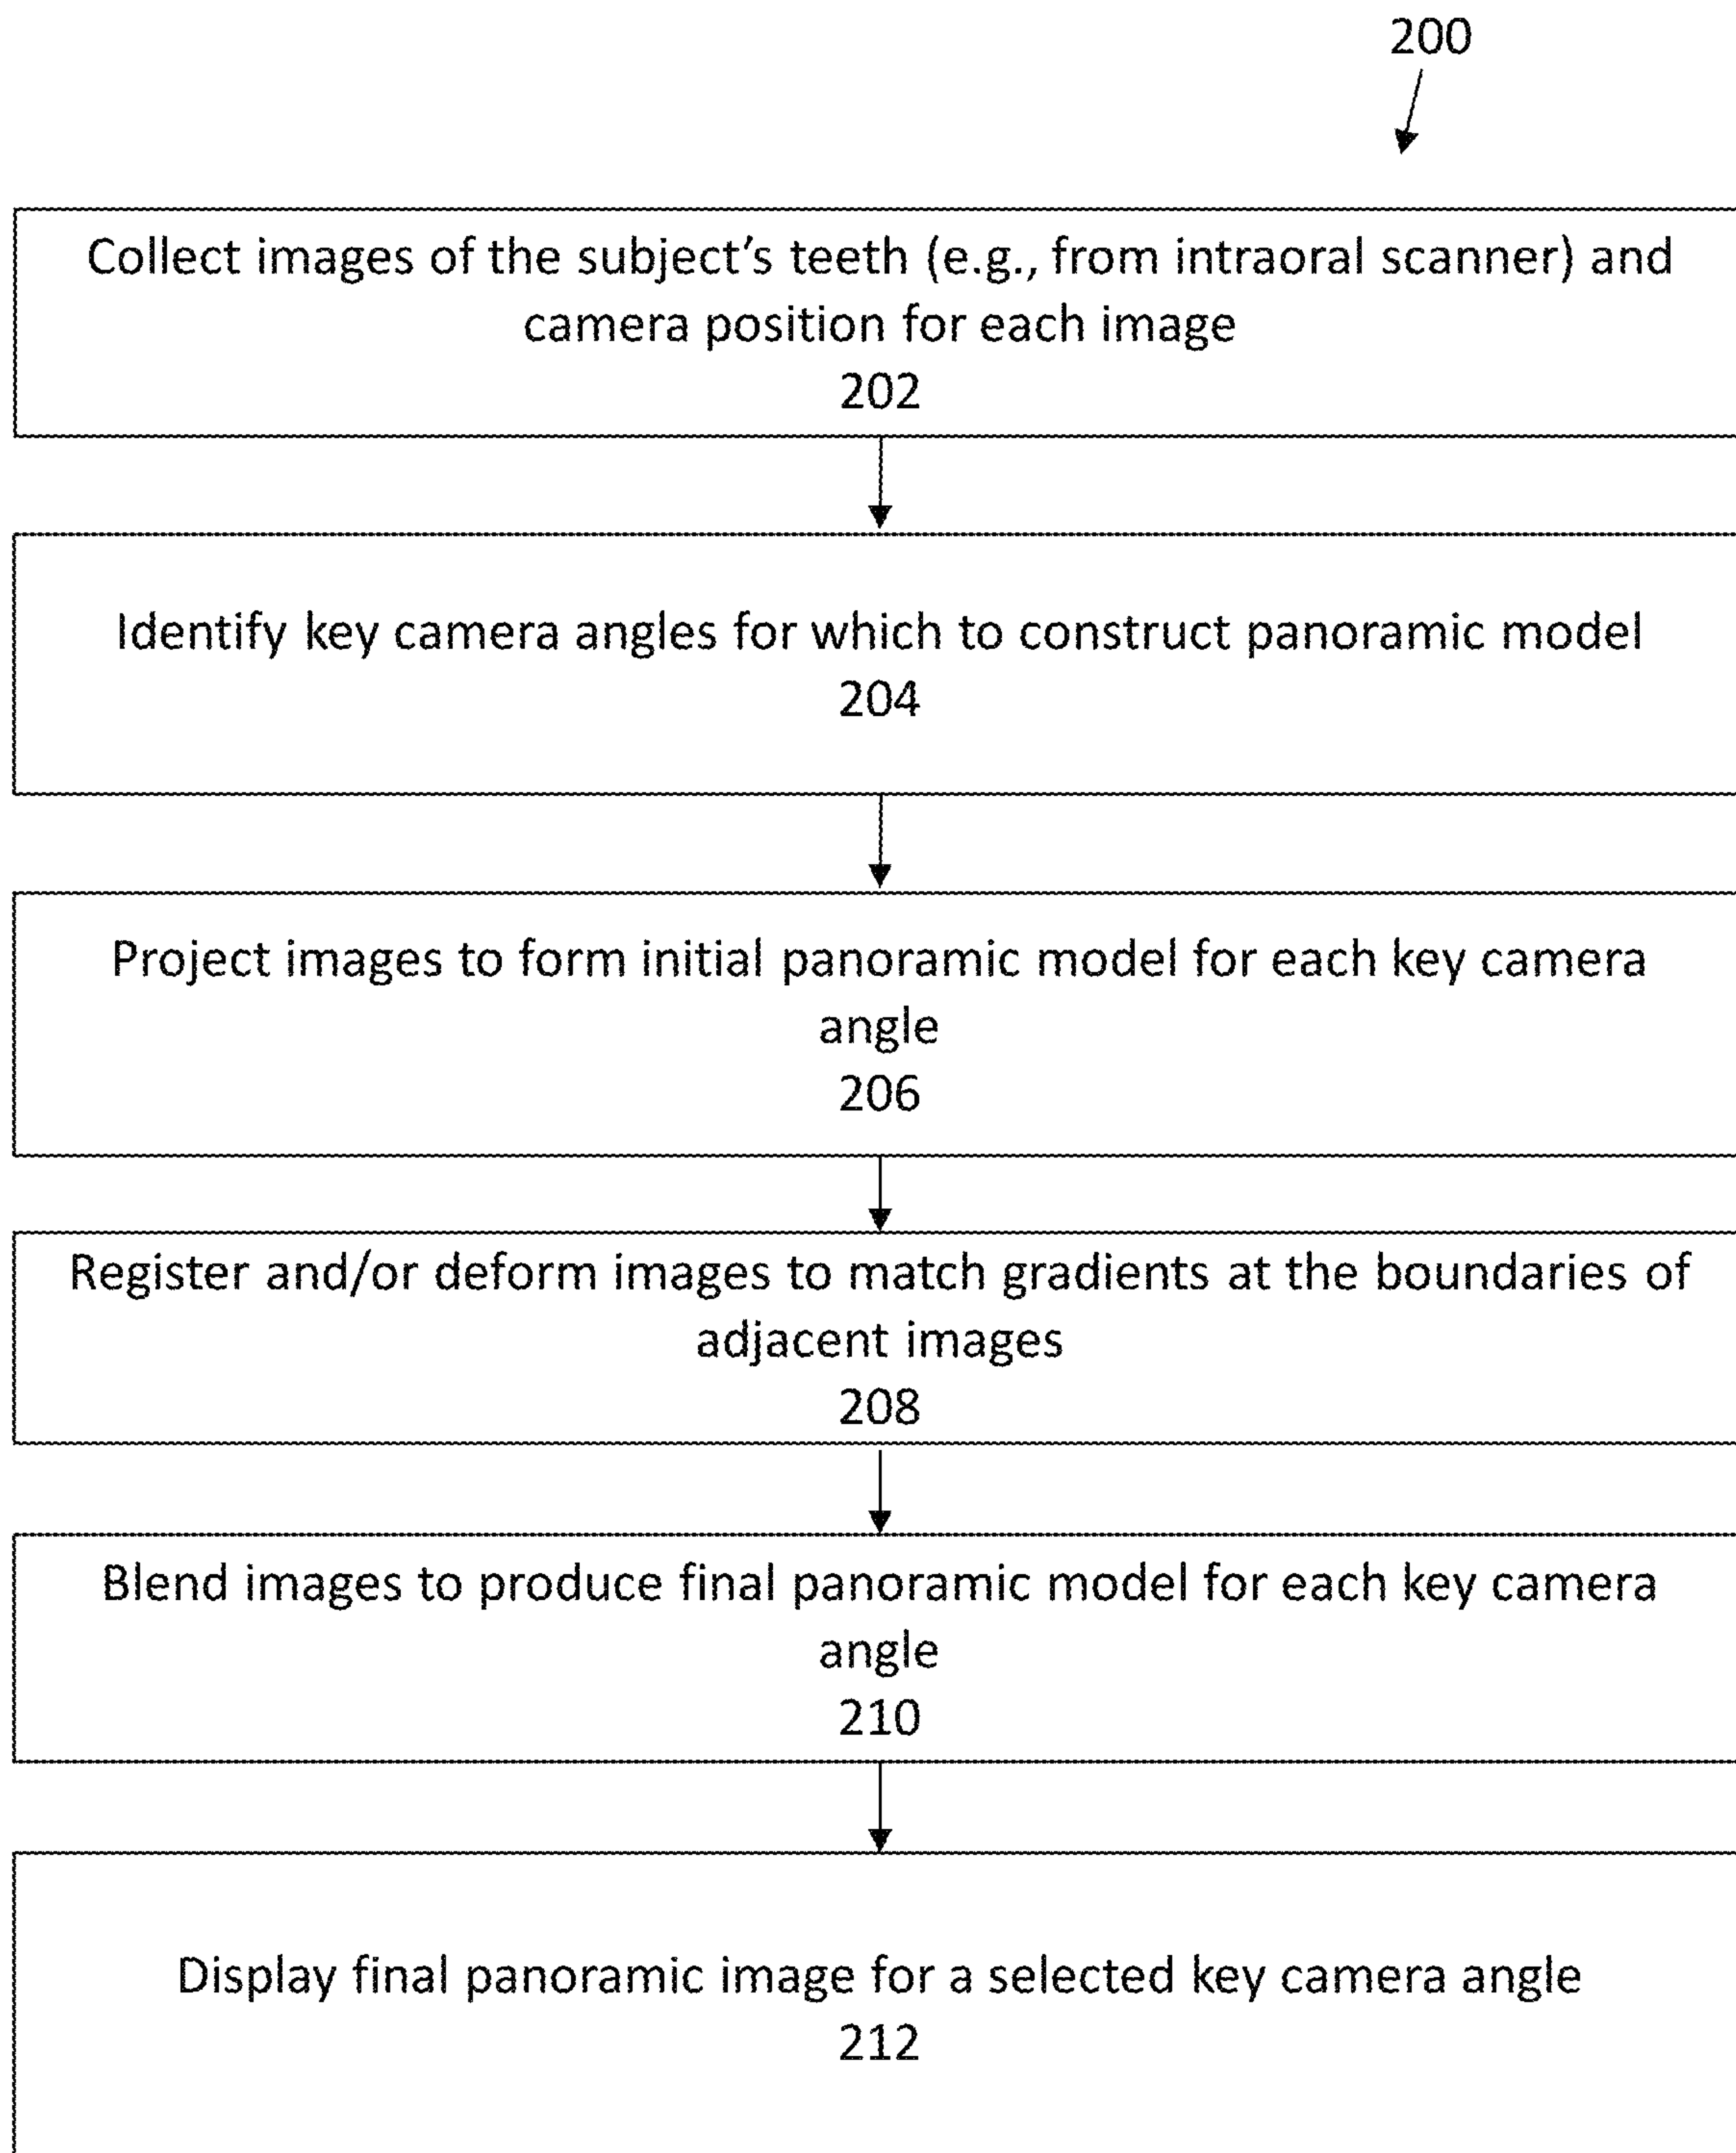 200
Collect images of the subject's teeth (e.g., from intraoral scanner) and
camera position for each image
202
Identify key camera angles for which to construct panoramic model
204
Project images to form initial panoramic model for each key camera
angle
206
Register and/or deform images to match gradients at the boundaries of
adjacent images
208
Blend images to produce final panoramic model for each key camera
angle
210
Display final panoramic image for a selected key camera angle
212